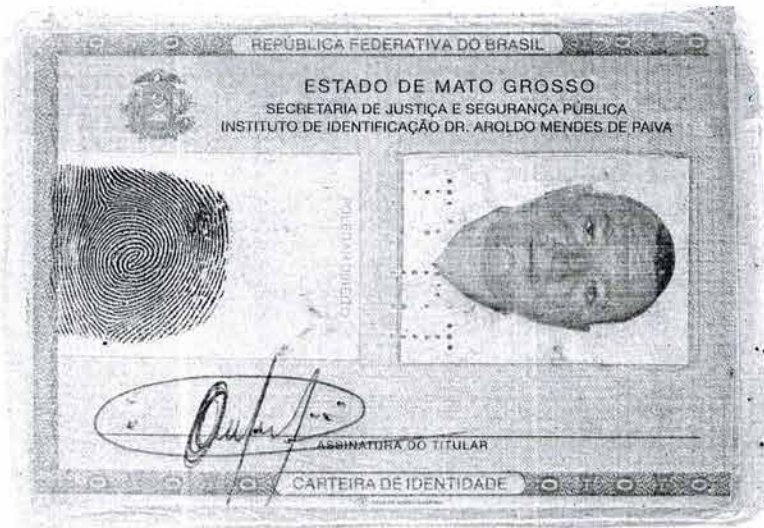 REPÚBLICA FEDERATIVA DO BRASIL
ESTADO DE MATO GROSSO
SECRETARIA DE JUSTIÇA E SEGURANÇA PÚBLICA
INSTITUTO DE IDENTIFICAÇÃO DR. AROLDO MENDES DE PAIVA
POLEGAR DIREITO
ASSINATURA DO TITULAR
CARTEIRA DE IDENTIDADE